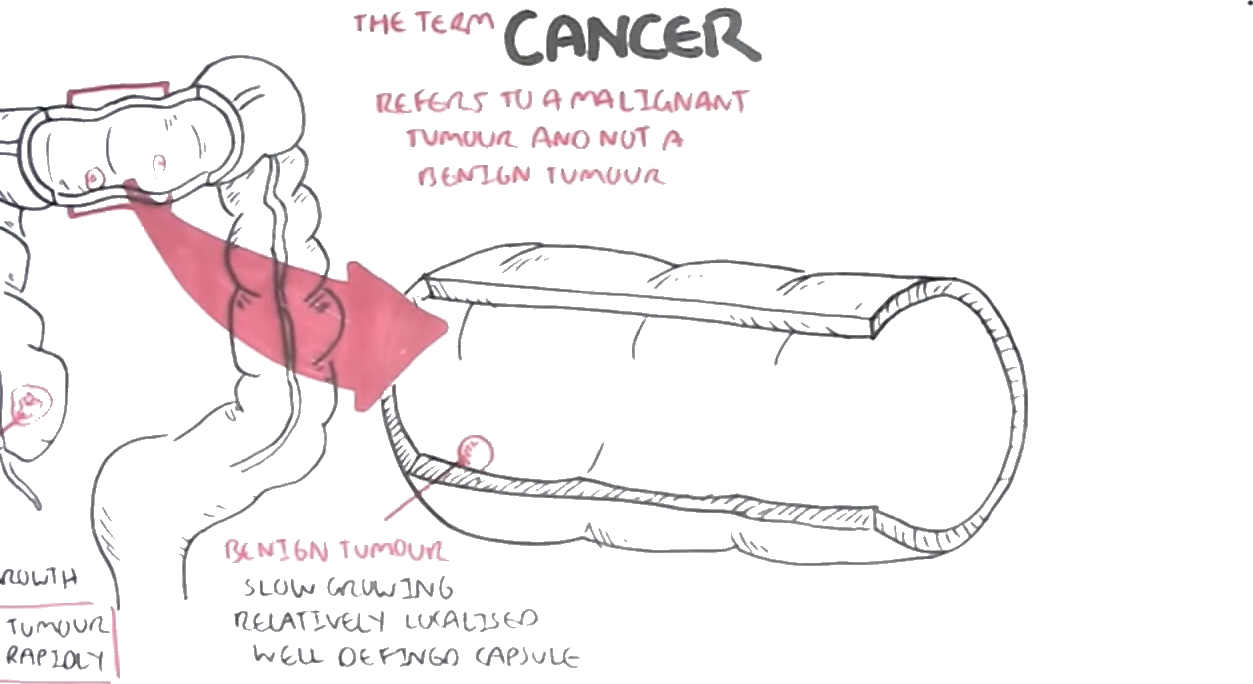 THE TERM CANCER
REFERS TO A MALIGNANT
TUMOUR AND NOT A
BENIGN TUMOUR
BENIGN TUMOUR
SLOW GROWING
RELATIVELY LOCALISED
WELL DEFINED CAPSULE
ROWTH
TUMOUR
RAPIDLY